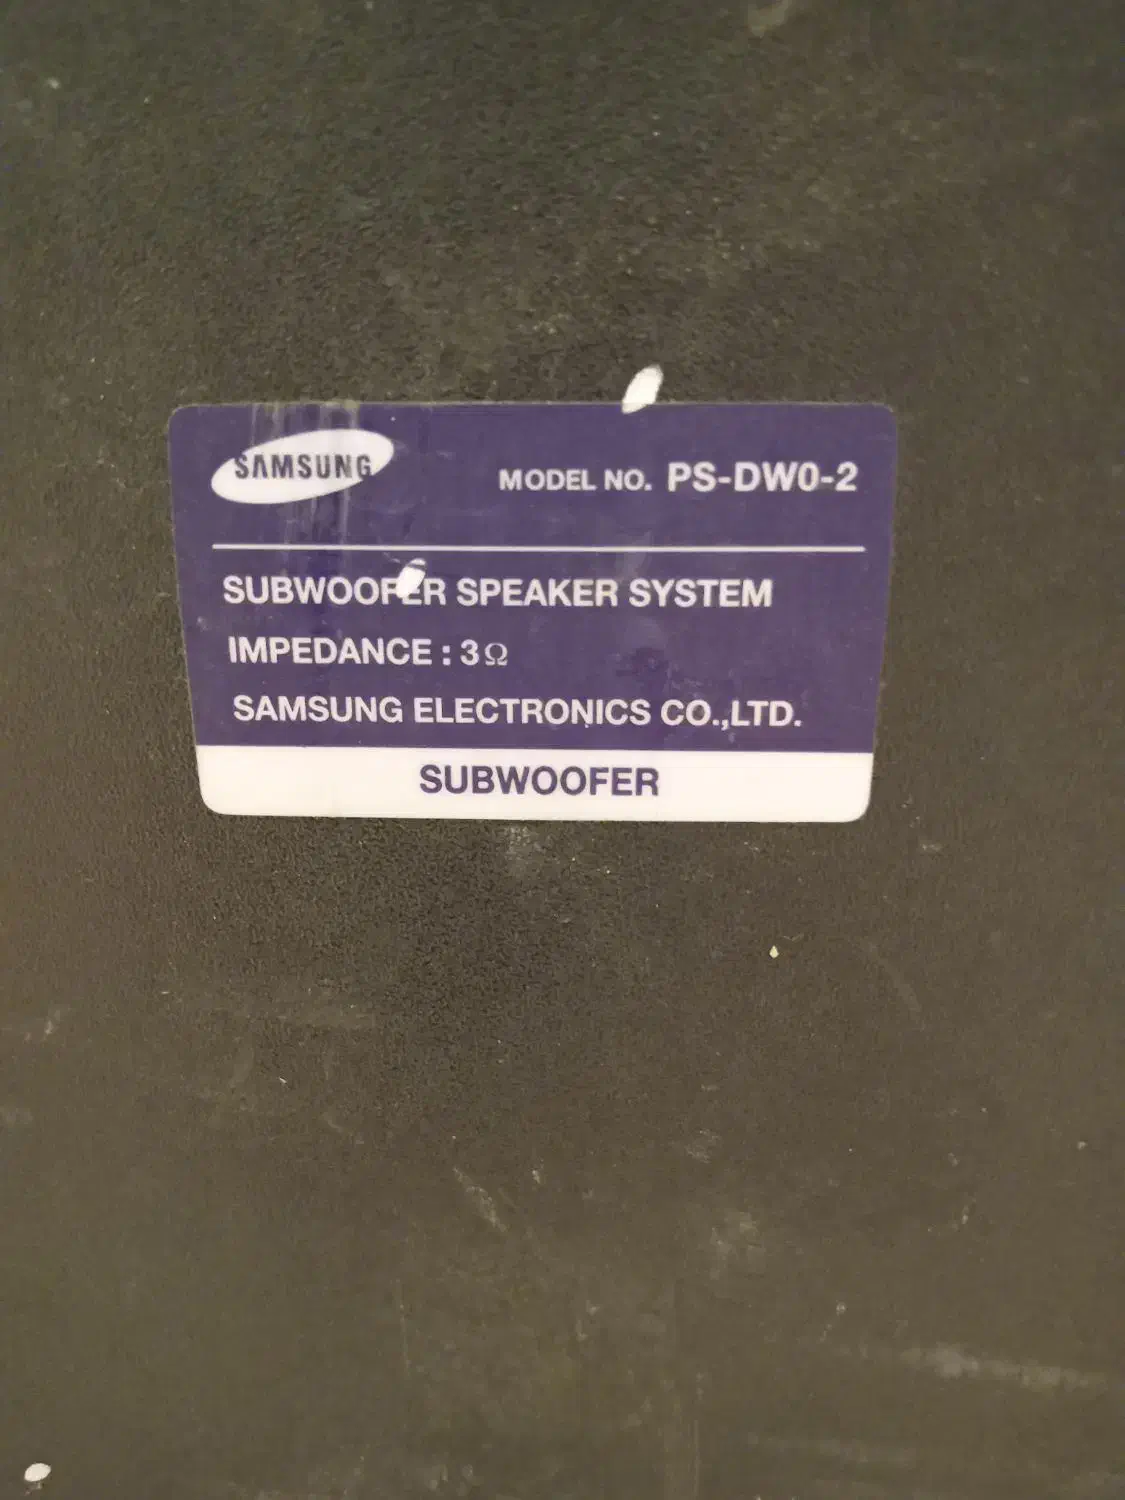 SAMSUNG
MODEL NO. PS-DW0-2
SUBWOOFER SPEAKER SYSTEM
IMPEDANCE : 3Ω
SAMSUNG ELECTRONICS CO.,LTD.
SUBWOOFER